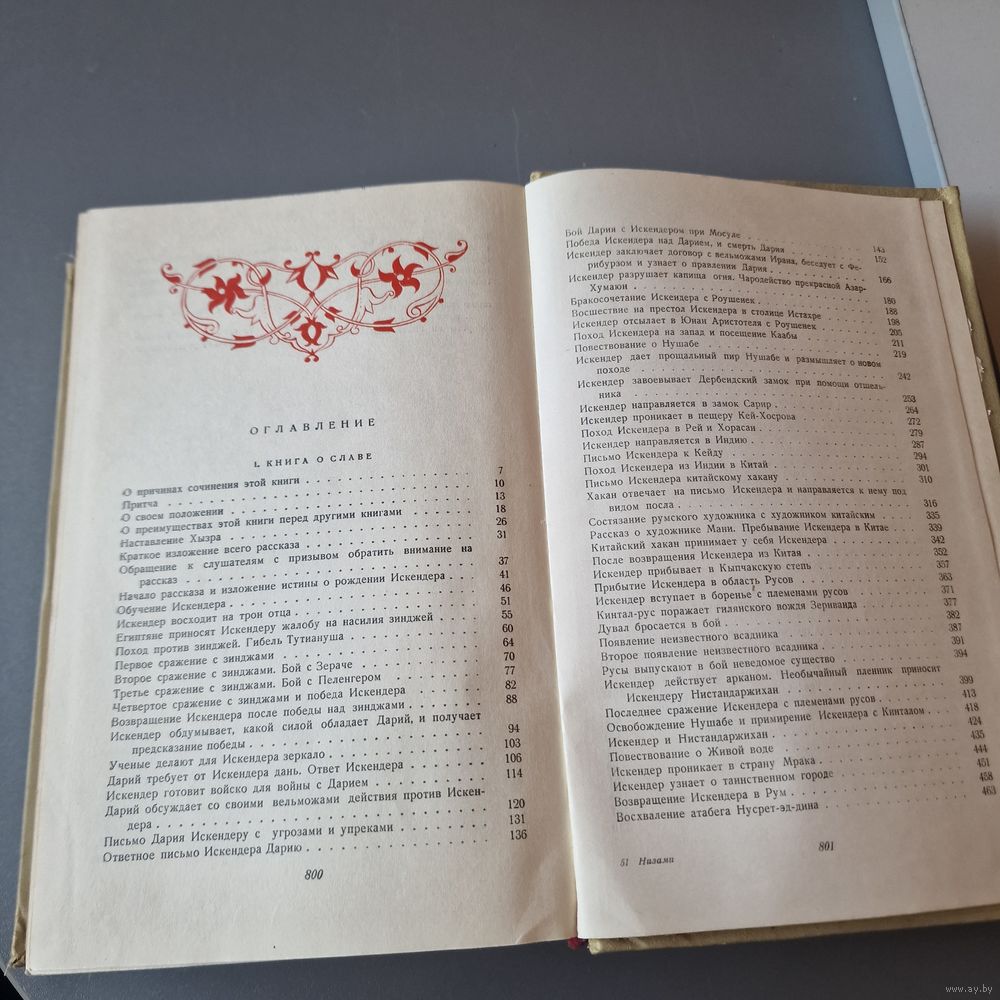 ОГЛАВЛЕНИЕ
I. КНИГА О СЛАВЕ
О причинах сочинения этой книги 7
Притча 10
О своем положении 13
О преимуществах этой книги перед другими книгами 18
Наставление Хызра 26
Краткое изложение всего рассказа 31
Обращение к слушателям с призывом обратить внимание на
рассказ 37
Начало рассказа и изложение истины о рождении Искендера 41
Обучение Искендера 46
Искендер восходит на трон отца 51
Египтяне приносят Искендеру жалобу на насилия зинджей 55
Поход против зинджей. Гибель Тутиануша 60
Первое сражение с зинджами 64
Второе сражение с зинджами. Бой с Зераче 70
Третье сражение с зинджами. Бой с Пеленгером 77
Четвертое сражение с зинджами и победа Искендера 82
Возвращение Искендера после победы над зинджами 88
Искендер обдумывает, какой силой обладает Дарий, и получает
предсказание победы 94
Ученые делают для Искендера зеркало 103
Дарий требует от Искендера дань. Ответ Искендера 106
Искендер готовит войско для войны с Дарием 114
Дарий обсуждает со своими вельможами действия против Искен-
дера 120
Письмо Дария Искендеру с угрозами и упреками 131
Ответное письмо Искендера Дарию 136
800
Бой Дария с Искендером при Мосуле 143
Победа Искендера над Дарием, и смерть Дария 152
Искендер заключает договор с вельможами Ирана, беседует с Фе-
рибурзом и узнает о правлении Дария 166
Искендер разрушает капища огня. Чародейство прекрасной Азар-
Хумаюн 180
Бракосочетание Искендера с Роушенек 188
Восшествие на престол Искендера в столице Истахре 198
Искендер отсылает в Юнан Аристотеля с Роушенек 205
Поход Искендера на запад и посещение Каабы 211
Повествование о Нушабе 219
Искендер дает прощальный пир Нушабе и размышляет о новом
походе 242
Искендер завоевывает Дербендский замок при помощи отшель-
ника 253
Искендер направляется в замок Сарир 264
Искендер проникает в пещеру Кей-Хосрова 272
Поход Искендера в Рей и Хорасан 279
Искендер направляется в Индию 287
Письмо Искендера к Кейду 294
Поход Искендера из Индии в Китай 301
Письмо Искендера китайскому хакану 310
Хакан отвечает на письмо Искендера и направляется к нему под
видом посла 316
Состязание румского художника с художником китайским 335
Рассказ о художнике Мани. Пребывание Искендера в Китае 339
Китайский хакан принимает у себя Искендера 342
После возвращения Искендера из Китая 352
Искендер прибывает в Кыпчакскую степь 357
Прибытие Искендера в область Русов 363
Искендер вступает в боренье с племенами русов 371
Кинтал-рус поражает гилянского вождя Зериванда 377
Дувал бросается в бой 382
Появление неизвестного всадника 387
Второе появление неизвестного всадника 391
Русы выпускают в бой неведомое существо 394
Искендер действует арканом. Необычайный пленник приносит
Искендеру Нистандаржихан 399
Последнее сражение Искендера с племенами русов 413
Освобождение Нушабе и примирение Искендера с Кинталом 418
Искендер и Нистандаржихан 424
Повествование о Живой воде 435
Искендер проникает в страну Мрака 444
Искендер узнает о таинственном городе 451
Возвращение Искендера в Рум 458
Восхваление атабега Нусрет-эд-дина 463
51 Низами
801
www.ay.by